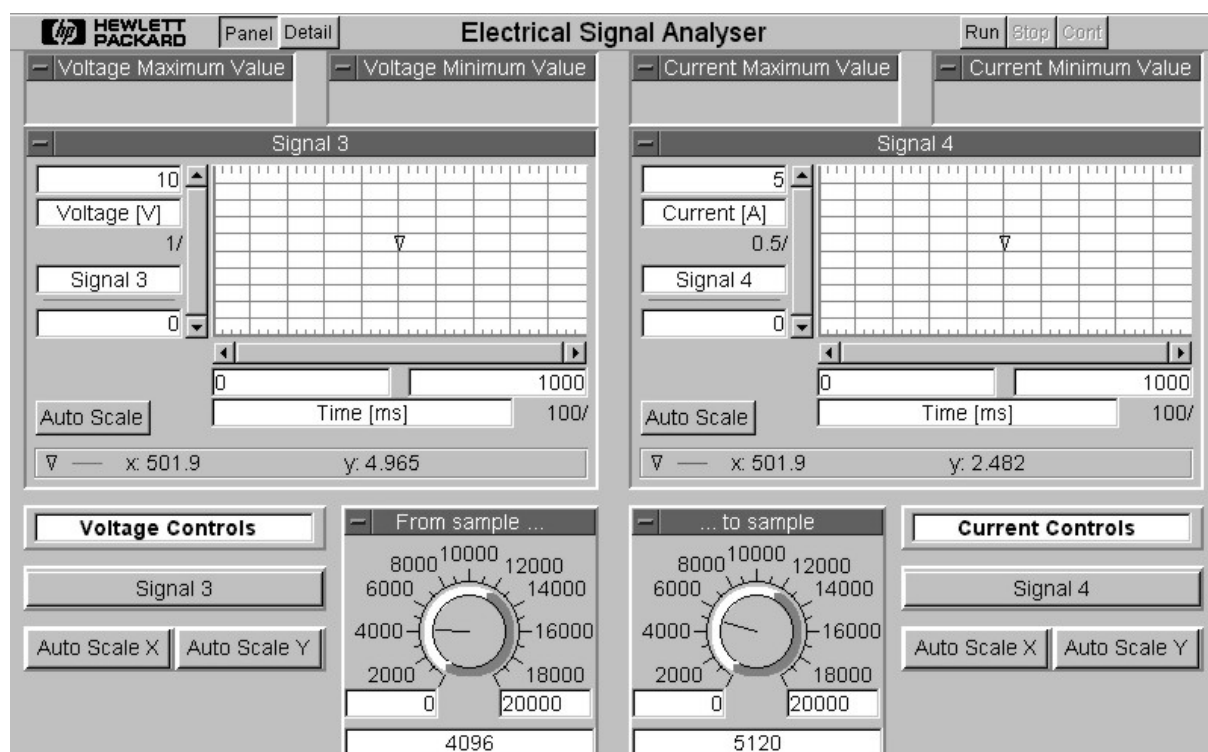 hp HEWLETT PACKARD Panel Detail Electrical Signal Analyser Run Stop Cont
Voltage Maximum Value
Voltage Minimum Value
Current Maximum Value
Current Minimum Value
Signal 3
10
Voltage [V]
1/
Signal 3
0
0 1000
Auto Scale
Time [ms] 100/
x: 501.9 y: 4.965
Signal 4
5
Current [A]
0.5/
Signal 4
0
0 1000
Auto Scale
Time [ms] 100/
x: 501.9 y: 2.482
Voltage Controls
Signal 3
Auto Scale X Auto Scale Y
From sample ...
10000
8000 12000
6000 14000
4000 16000
2000 18000
0 20000
4096
... to sample
10000
8000 12000
6000 14000
4000 16000
2000 18000
0 20000
5120
Current Controls
Signal 4
Auto Scale X Auto Scale Y